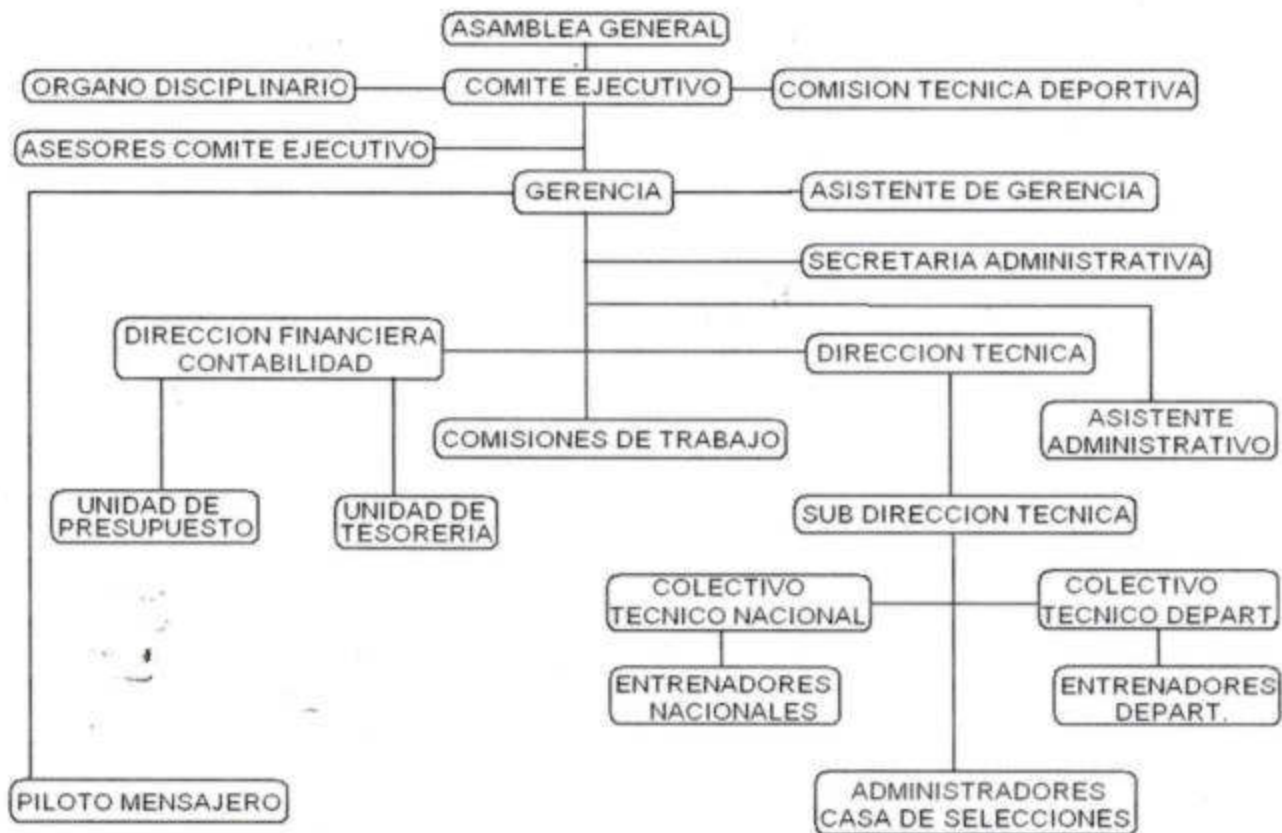 ASAMBLEA GENERAL
ORGANO DISCIPLINARIO
COMITE EJECUTIVO
COMISION TECNICA DEPORTIVA
ASESORES COMITE EJECUTIVO
GERENCIA
ASISTENTE DE GERENCIA
SECRETARIA ADMINISTRATIVA
DIRECCION FINANCIERA
CONTABILIDAD
DIRECCION TECNICA
COMISIONES DE TRABAJO
ASISTENTE
ADMINISTRATIVO
UNIDAD DE
PRESUPUESTO
UNIDAD DE
TESORERIA
SUB DIRECCION TECNICA
COLECTIVO
TECNICO NACIONAL
COLECTIVO
TECNICO DEPART.
ENTRENADORES
NACIONALES
ENTRENADORES
DEPART.
PILOTO MENSAJERO
ADMINISTRADORES
CASA DE SELECCIONES